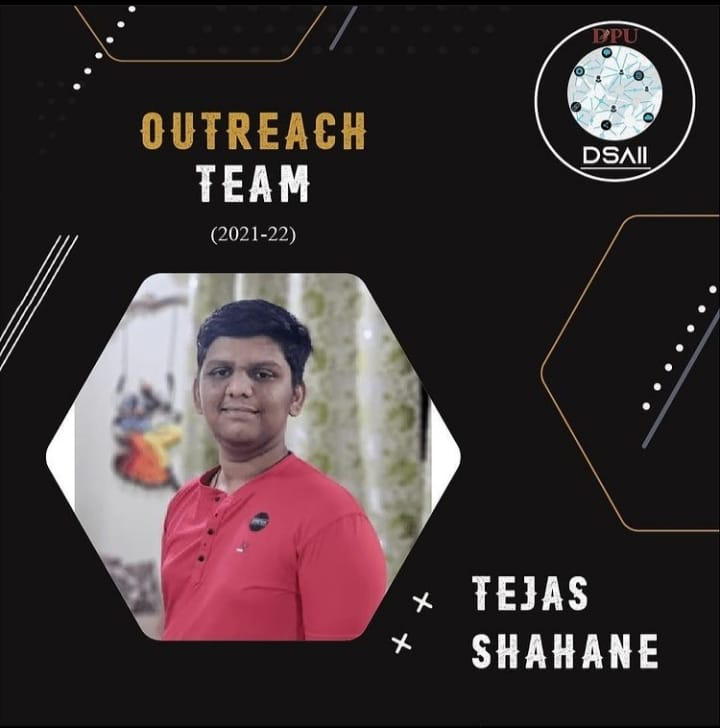 DPU
DSAII
OUTREACH
TEAM
(2021-22)
TEJAS
SHAHANE